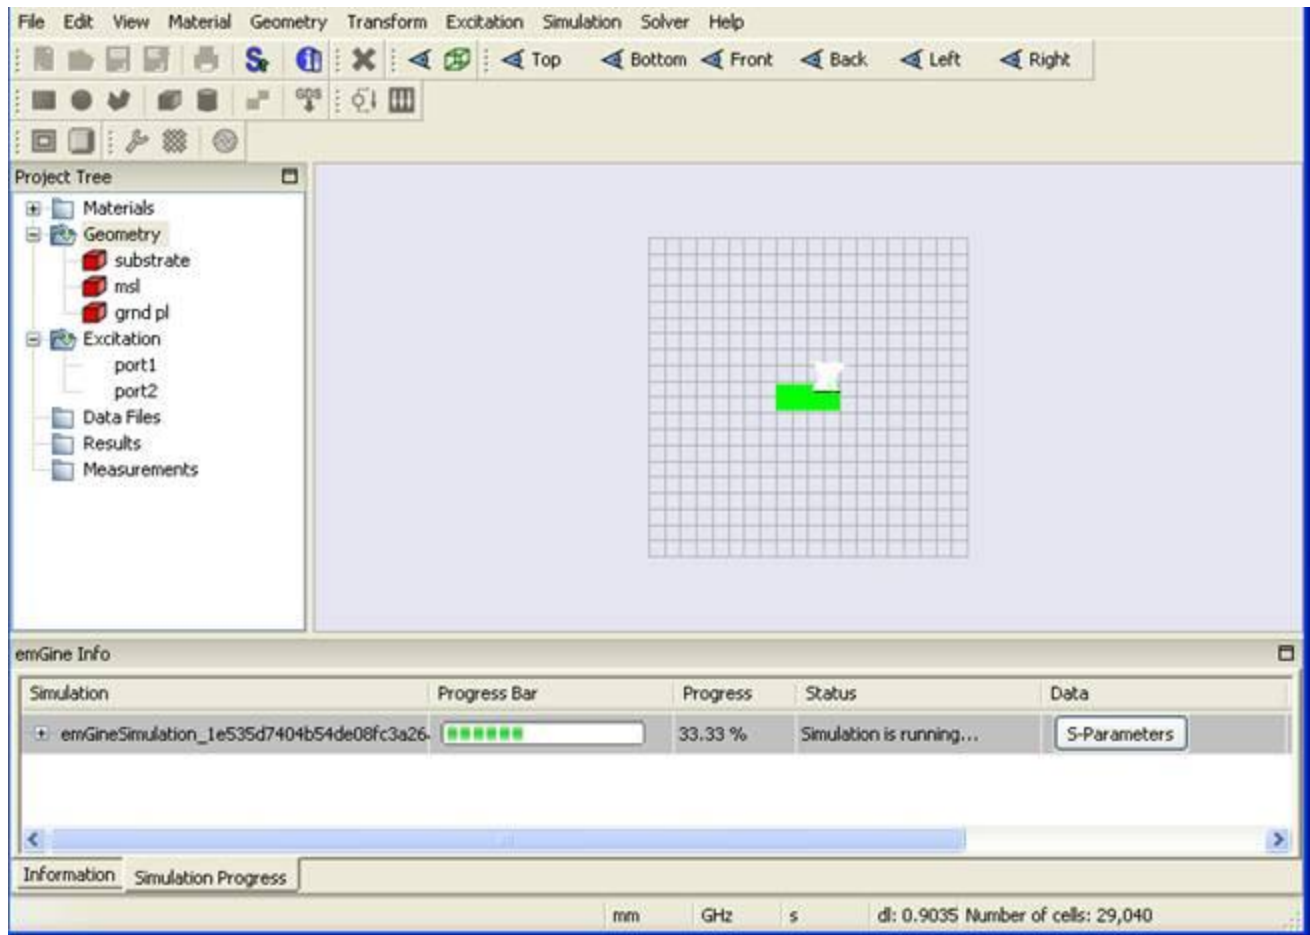 File Edit View Material Geometry Transform Excitation Simulation Solver Help
S Top Bottom Front Back Left Right
GDS
Project Tree
Materials
Geometry
substrate
msl
grnd pl
Excitation
port1
port2
Data Files
Results
Measurements
emGine Info
Simulation Progress Bar Progress Status Data
emGineSimulation_1e535d7404b54de08fc3a26 33.33 % Simulation is running... S-Parameters
Information Simulation Progress
mm GHz s dl: 0.9035 Number of cells: 29,040